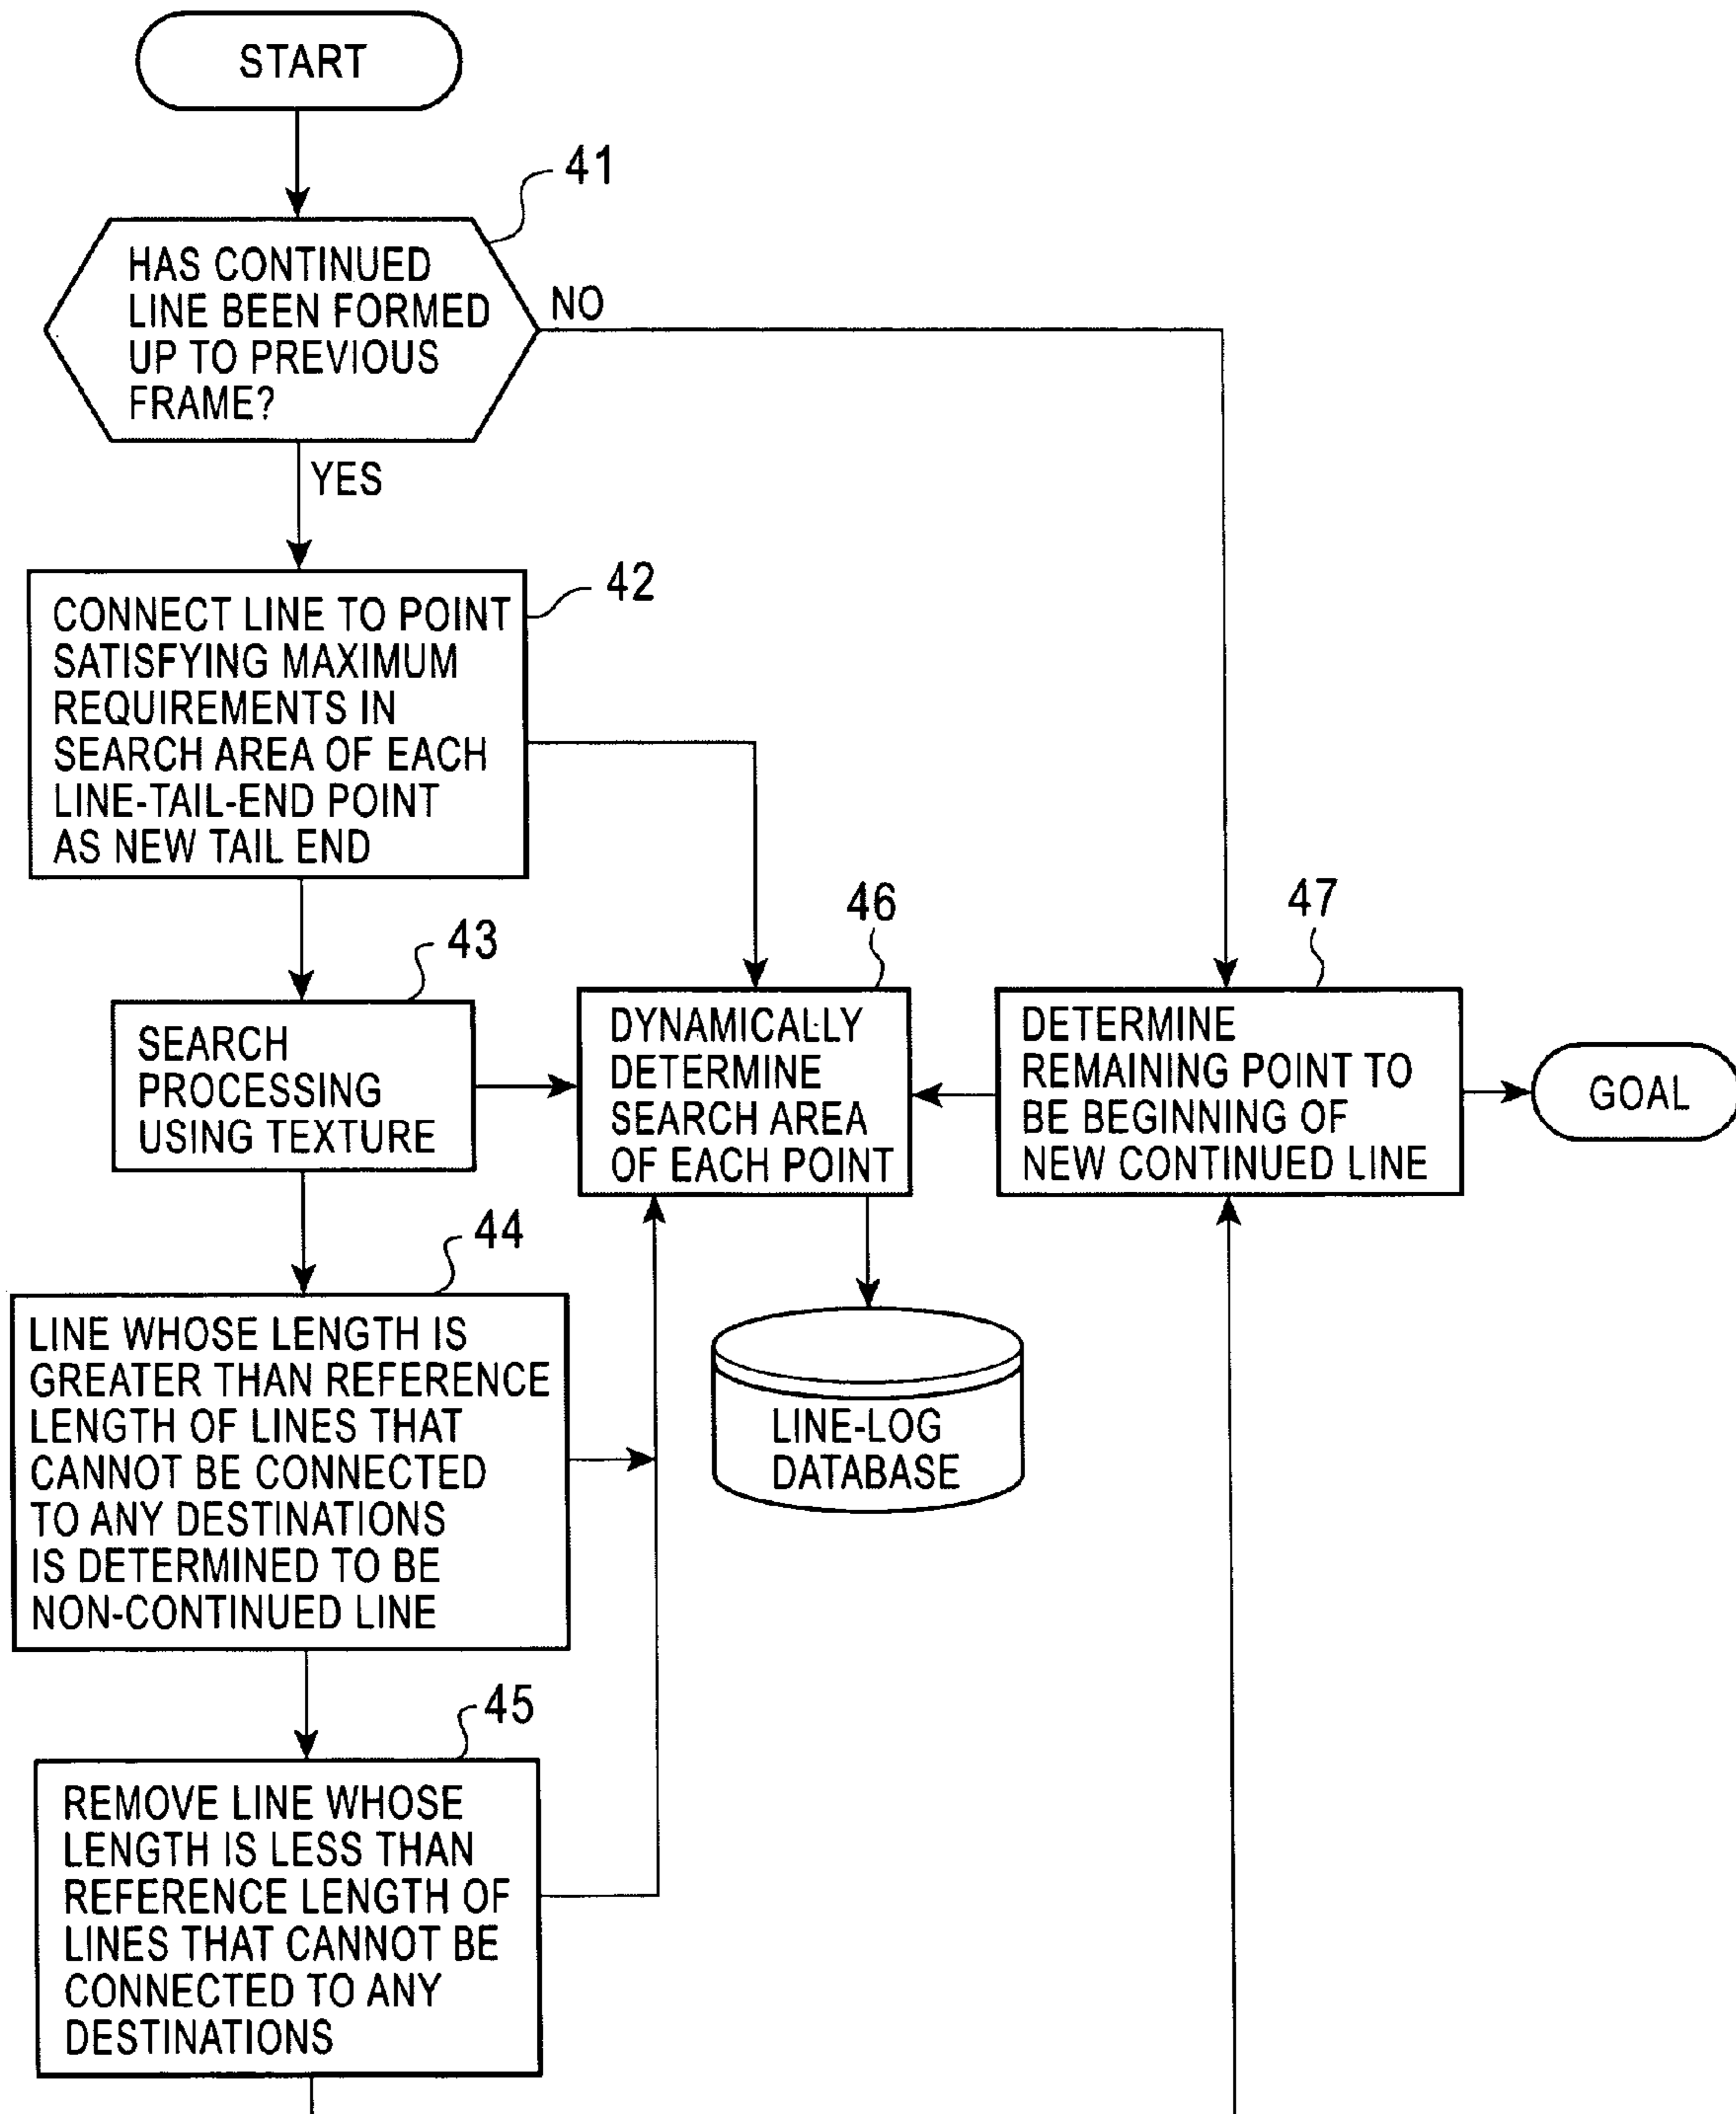 START
41
HAS CONTINUED
LINE BEEN FORMED
UP TO PREVIOUS
FRAME?
NO
YES
42
CONNECT LINE TO POINT
SATISFYING MAXIMUM
REQUIREMENTS IN
SEARCH AREA OF EACH
LINE-TAIL-END POINT
AS NEW TAIL END
43
SEARCH
PROCESSING
USING TEXTURE
46
DYNAMICALLY
DETERMINE
SEARCH AREA
OF EACH POINT
47
DETERMINE
REMAINING POINT TO
BE BEGINNING OF
NEW CONTINUED LINE
GOAL
44
LINE WHOSE LENGTH IS
GREATER THAN REFERENCE
LENGTH OF LINES THAT
CANNOT BE CONNECTED
TO ANY DESTINATIONS
IS DETERMINED TO BE
NON-CONTINUED LINE
LINE-LOG
DATABASE
45
REMOVE LINE WHOSE
LENGTH IS LESS THAN
REFERENCE LENGTH OF
LINES THAT CANNOT BE
CONNECTED TO ANY
DESTINATIONS